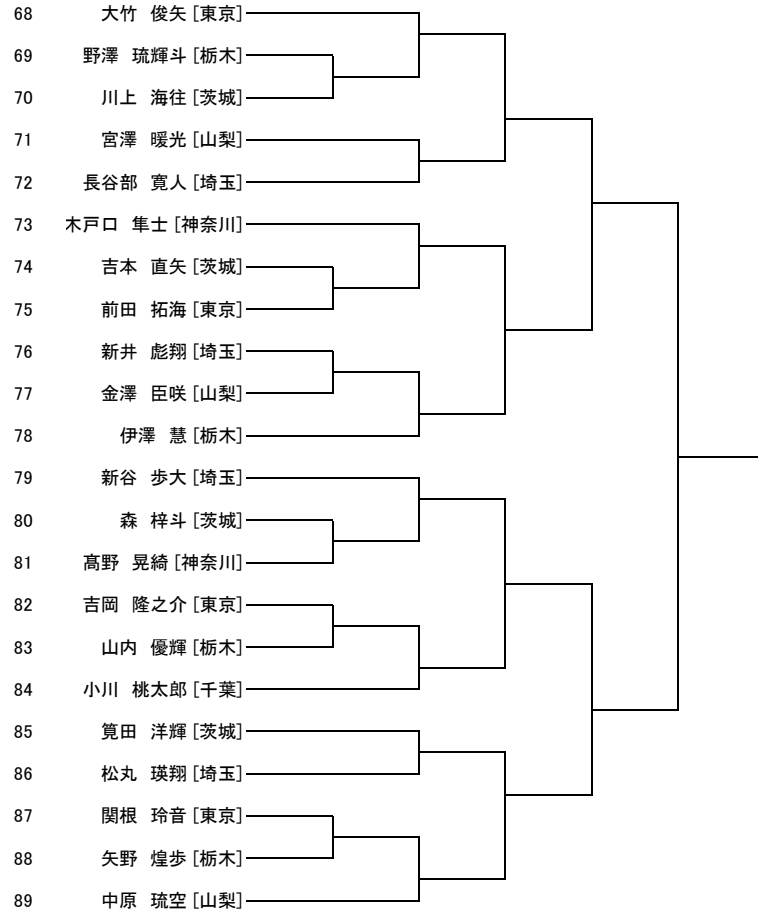 68 大竹 俊矢 [東京]
69 野澤 琉輝斗 [栃木]
70 川上 海往 [茨城]
71 宮澤 暖光 [山梨]
72 長谷部 寛人 [埼玉]
73 木戸口 隼士 [神奈川]
74 吉本 直矢 [茨城]
75 前田 拓海 [東京]
76 新井 彪翔 [埼玉]
77 金澤 臣咲 [山梨]
78 伊澤 慧 [栃木]
79 新谷 歩大 [埼玉]
80 森 梓斗 [茨城]
81 髙野 晃綺 [神奈川]
82 吉岡 隆之介 [東京]
83 山内 優輝 [栃木]
84 小川 桃太郎 [千葉]
85 筧田 洋輝 [茨城]
86 松丸 瑛翔 [埼玉]
87 関根 玲音 [東京]
88 矢野 煌歩 [栃木]
89 中原 琉空 [山梨]